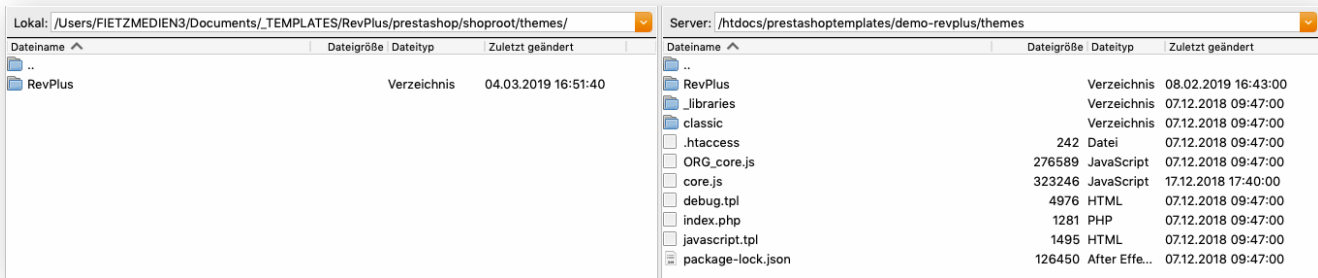 Lokal: /Users/FIETZMEDIEN3/Documents/_TEMPLATES/RevPlus/prestashop/shoproot/themes/
Dateiname Dateigröße Dateityp Zuletzt geändert
..
RevPlus Verzeichnis 04.03.2019 16:51:40
Server: /htdocs/prestashoptemplates/demo-revplus/themes
Dateiname Dateigröße Dateityp Zuletzt geändert
..
RevPlus Verzeichnis 08.02.2019 16:43:00
_libraries Verzeichnis 07.12.2018 09:47:00
classic Verzeichnis 07.12.2018 09:47:00
.htaccess 242 Datei 07.12.2018 09:47:00
ORG_core.js 276589 JavaScript 07.12.2018 09:47:00
core.js 323246 JavaScript 17.12.2018 17:40:00
debug.tpl 4976 HTML 07.12.2018 09:47:00
index.php 1281 PHP 07.12.2018 09:47:00
javascript.tpl 1495 HTML 07.12.2018 09:47:00
package-lock.json 126450 After Effe... 07.12.2018 09:47:00